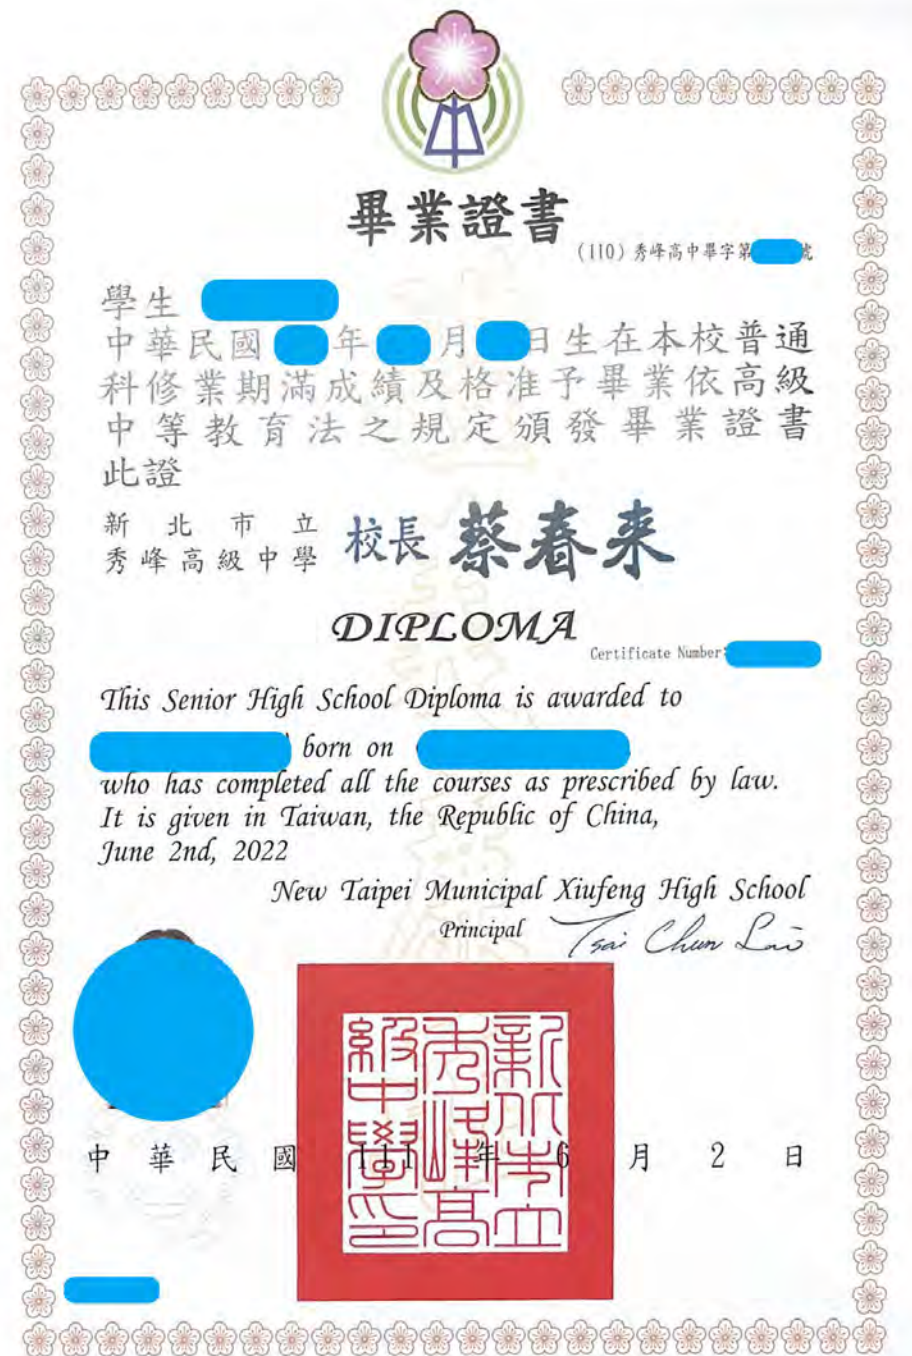 畢業證書
(110)秀峰高中畢字第 號
學生
中華民國 年 月 日生在本校普通
科修業期滿成績及格准予畢業依高級
中等教育法之規定頒發畢業證書
此證
新北市立
秀峰高級中學 校長 蔡春来
DIPLOMA
Certificate Number:
This Senior High School Diploma is awarded to
born on
who has completed all the courses as prescribed by law.
It is given in Taiwan, the Republic of China,
June 2nd, 2022
New Taipei Municipal Xiufeng High School
Principal Tsai Chun Lai
新北市立秀峰高級中學印
中華民國 111 年 6 月 2 日